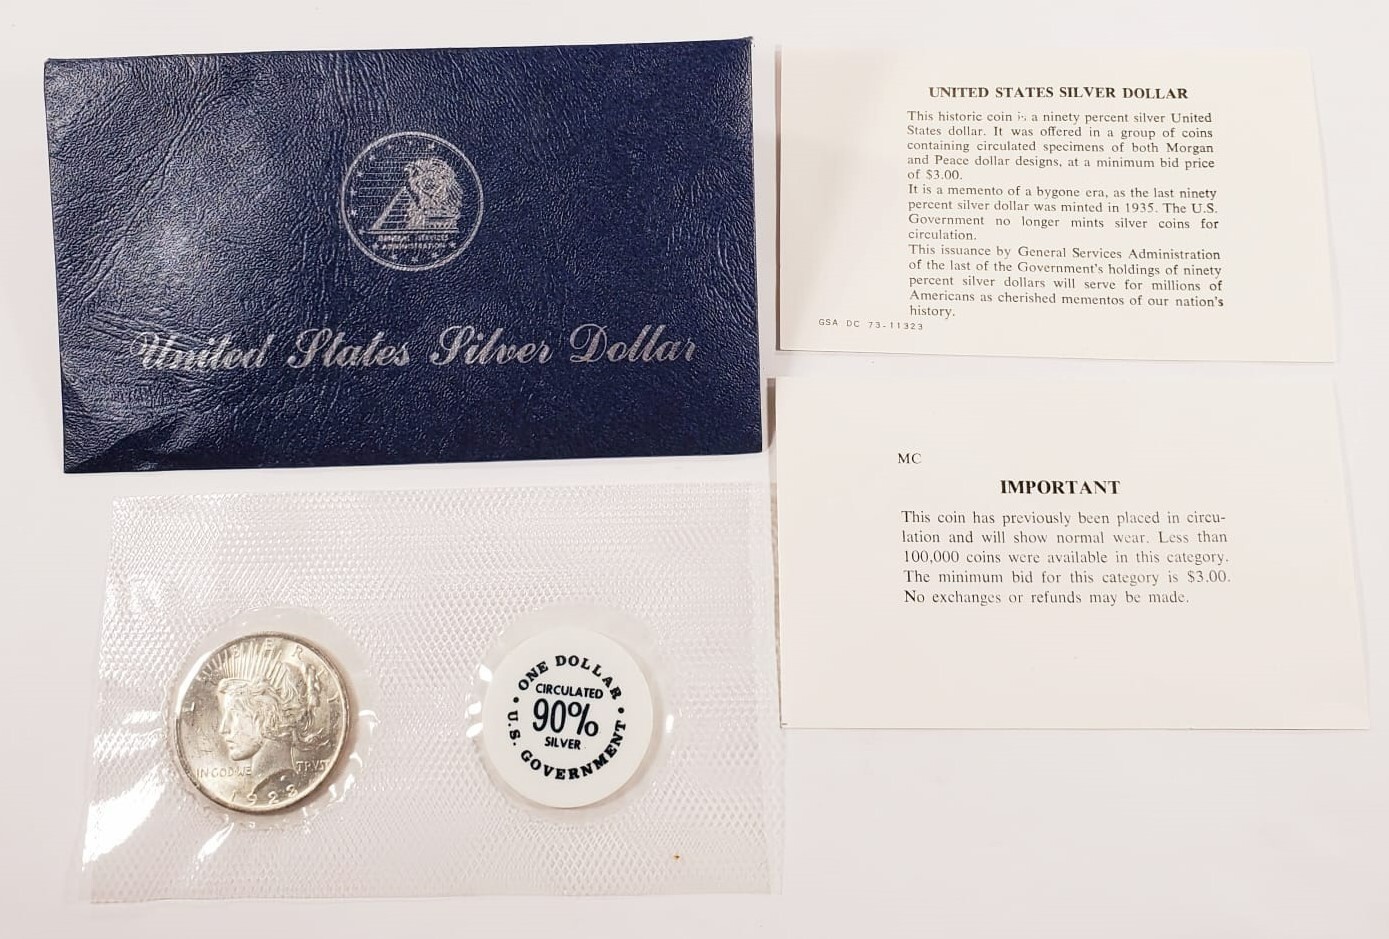 GENERAL SERVICES
ADMINISTRATION
United States Silver Dollar
UNITED STATES SILVER DOLLAR
This historic coin is a ninety percent silver United
States dollar. It was offered in a group of coins
containing circulated specimens of both Morgan
and Peace dollar designs, at a minimum bid price
of $3.00.
It is a memento of a bygone era, as the last ninety
percent silver dollar was minted in 1935. The U.S.
Government no longer mints silver coins for
circulation.
This issuance by General Services Administration
of the last of the Government's holdings of ninety
percent silver dollars will serve for millions of
Americans as cherished mementos of our nation's
history.
GSA DC 73-11323
MC
IMPORTANT
This coin has previously been placed in circu-
lation and will show normal wear. Less than
100,000 coins were available in this category.
The minimum bid for this category is $3.00.
No exchanges or refunds may be made.
IN GOD WE TRVST
1923
ONE DOLLAR
CIRCULATED
90%
SILVER
• U.S. GOVERNMENT •